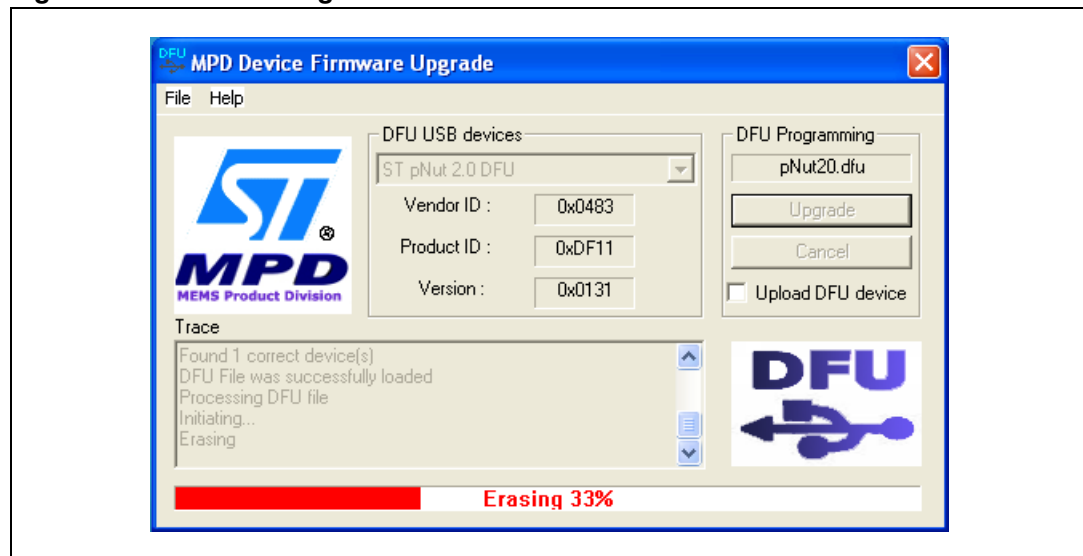 DFU MPD Device Firmware Upgrade
File Help
DFU USB devices
ST pNut 2.0 DFU
Vendor ID : 0x0483
Product ID : 0xDF11
Version : 0x0131
DFU Programming
pNut20.dfu
Upgrade
Cancel
Upload DFU device
ST ®
MPD
MEMS Product Division
Trace
Found 1 correct device(s)
DFU File was successfully loaded
Processing DFU file
Initiating...
Erasing
DFU
Erasing 33%